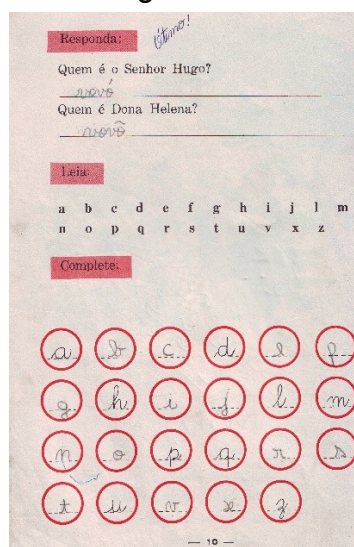 Responda: Ótimo!
Quem é o Senhor Hugo?
vovó
Quem é Dona Helena?
vovô
Leia:
a b c d e f g h i j l m
n o p q r s t u v x z
Complete:
a b c d e f
g h i j l m
n o p q r s
t u v x z
— 10 —